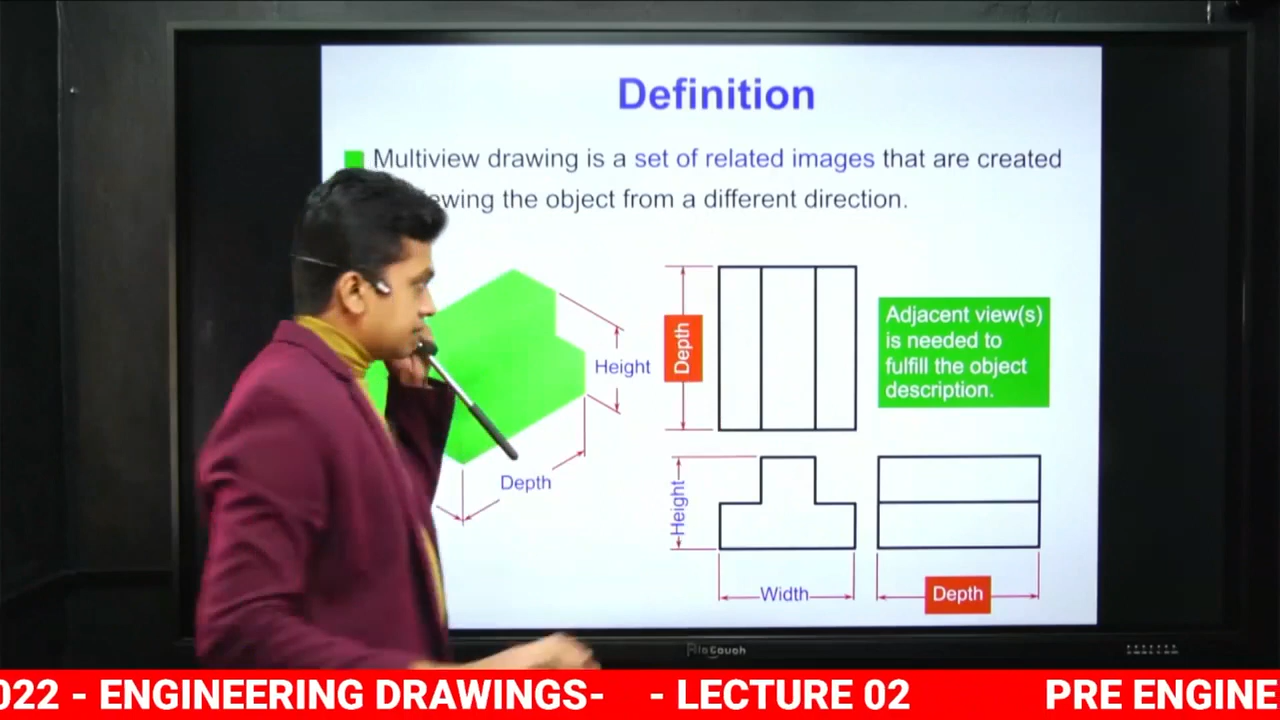 Definition
Multiview drawing is a set of related images that are created
ewing the object from a different direction.
Height
Depth
Depth
Adjacent view(s)
is needed to
fulfill the object
description.
Height
Width
Depth
022 - ENGINEERING DRAWINGS- - LECTURE 02 PRE ENGINE